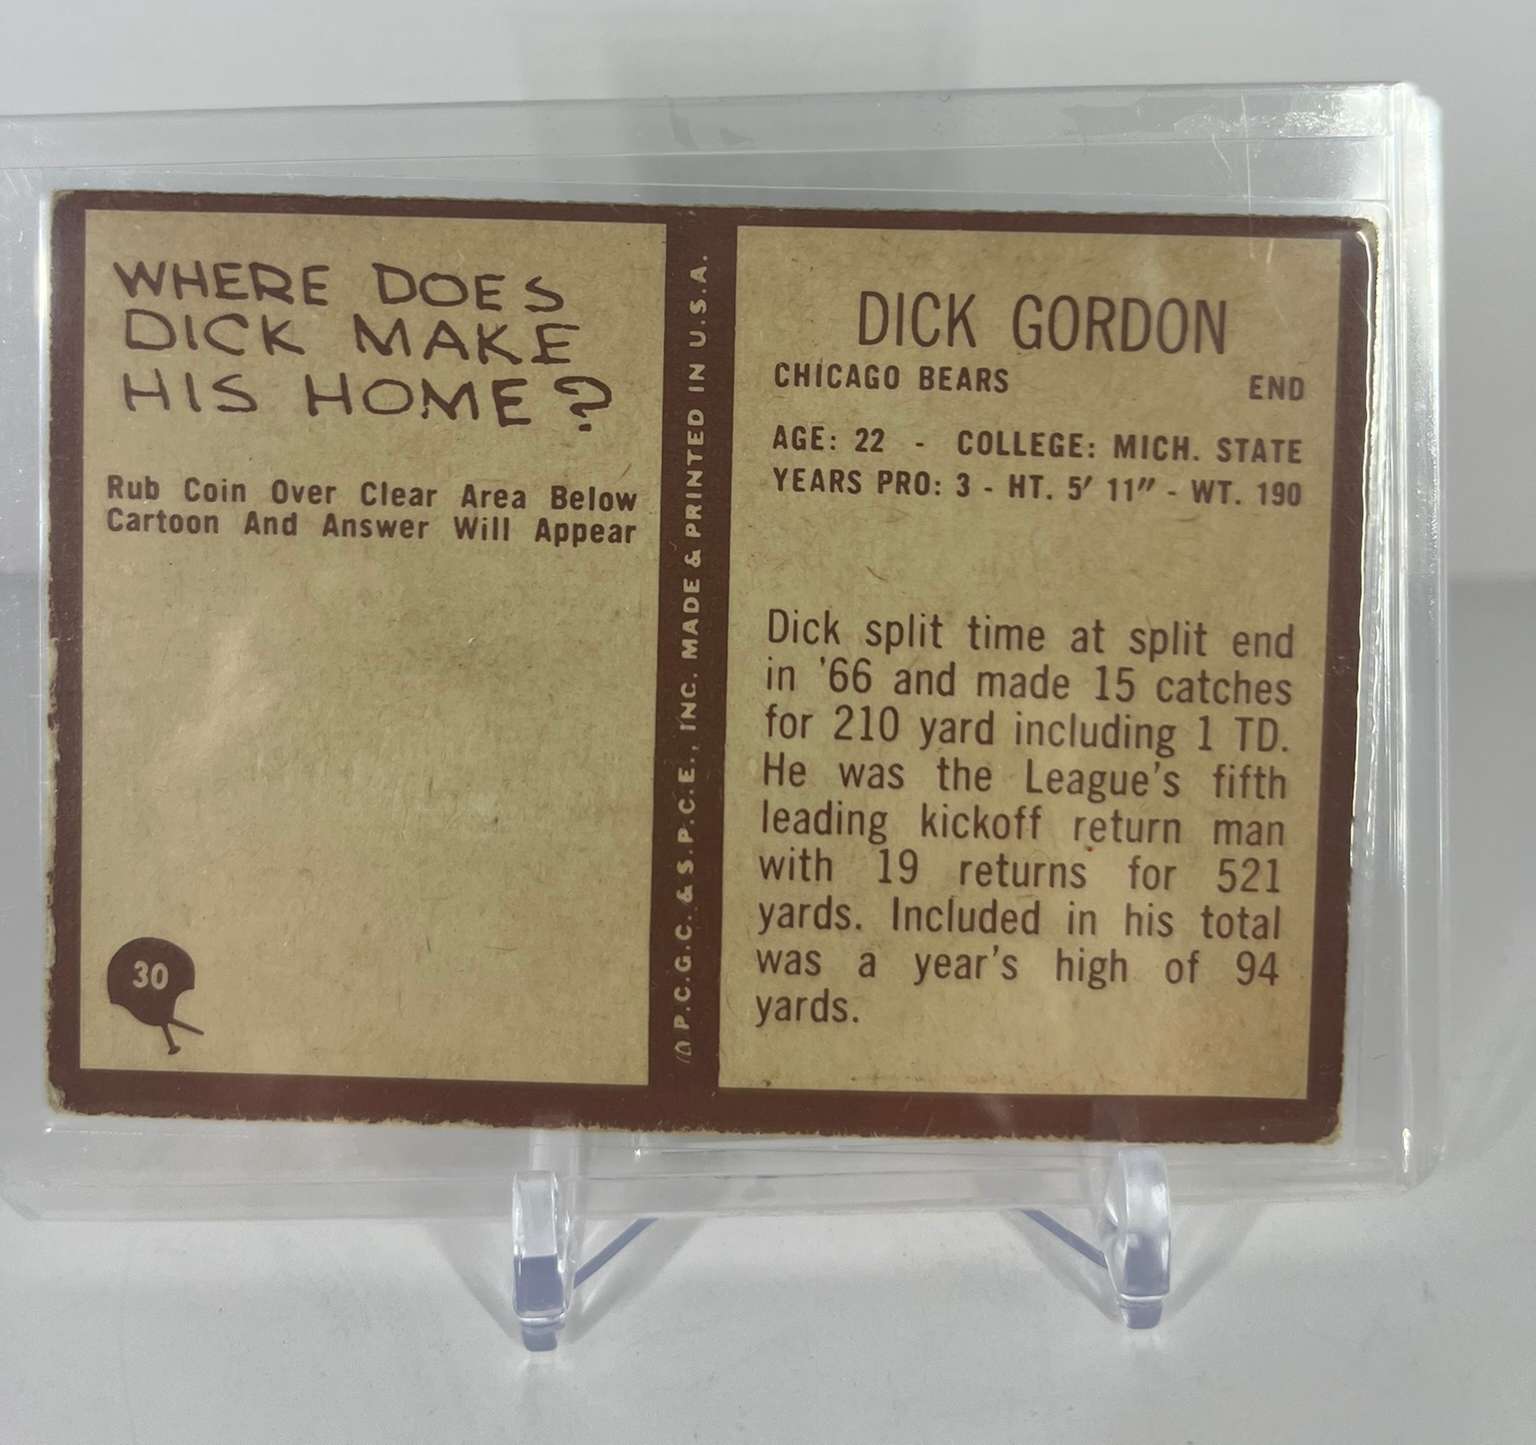 WHERE DOES
DICK MAKE
HIS HOME?
Rub Coin Over Clear Area Below
Cartoon And Answer Will Appear
30
© P.C.G.C. & S.P.C.E., INC. MADE & PRINTED IN U.S.A.
DICK GORDON
CHICAGO BEARS END
AGE: 22 - COLLEGE: MICH. STATE
YEARS PRO: 3 - HT. 5' 11" - WT. 190
Dick split time at split end
in '66 and made 15 catches
for 210 yard including 1 TD.
He was the League's fifth
leading kickoff return man
with 19 returns for 521
yards. Included in his total
was a year's high of 94
yards.